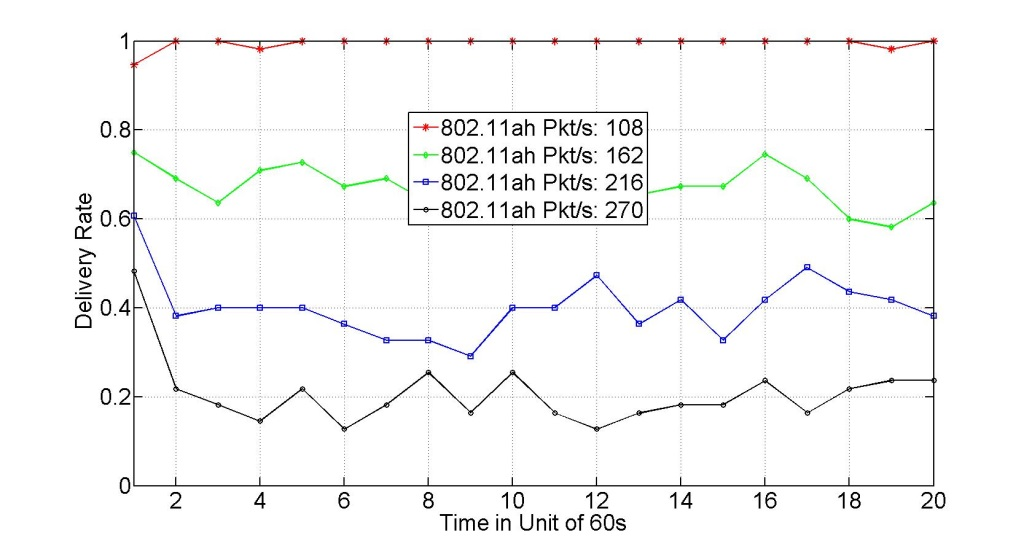 1
0.8
0.6
0.4
0.2
0
Delivery Rate
802.11ah Pkt/s: 108
802.11ah Pkt/s: 162
802.11ah Pkt/s: 216
802.11ah Pkt/s: 270
2 4 6 8 10 12 14 16 18 20
Time in Unit of 60s